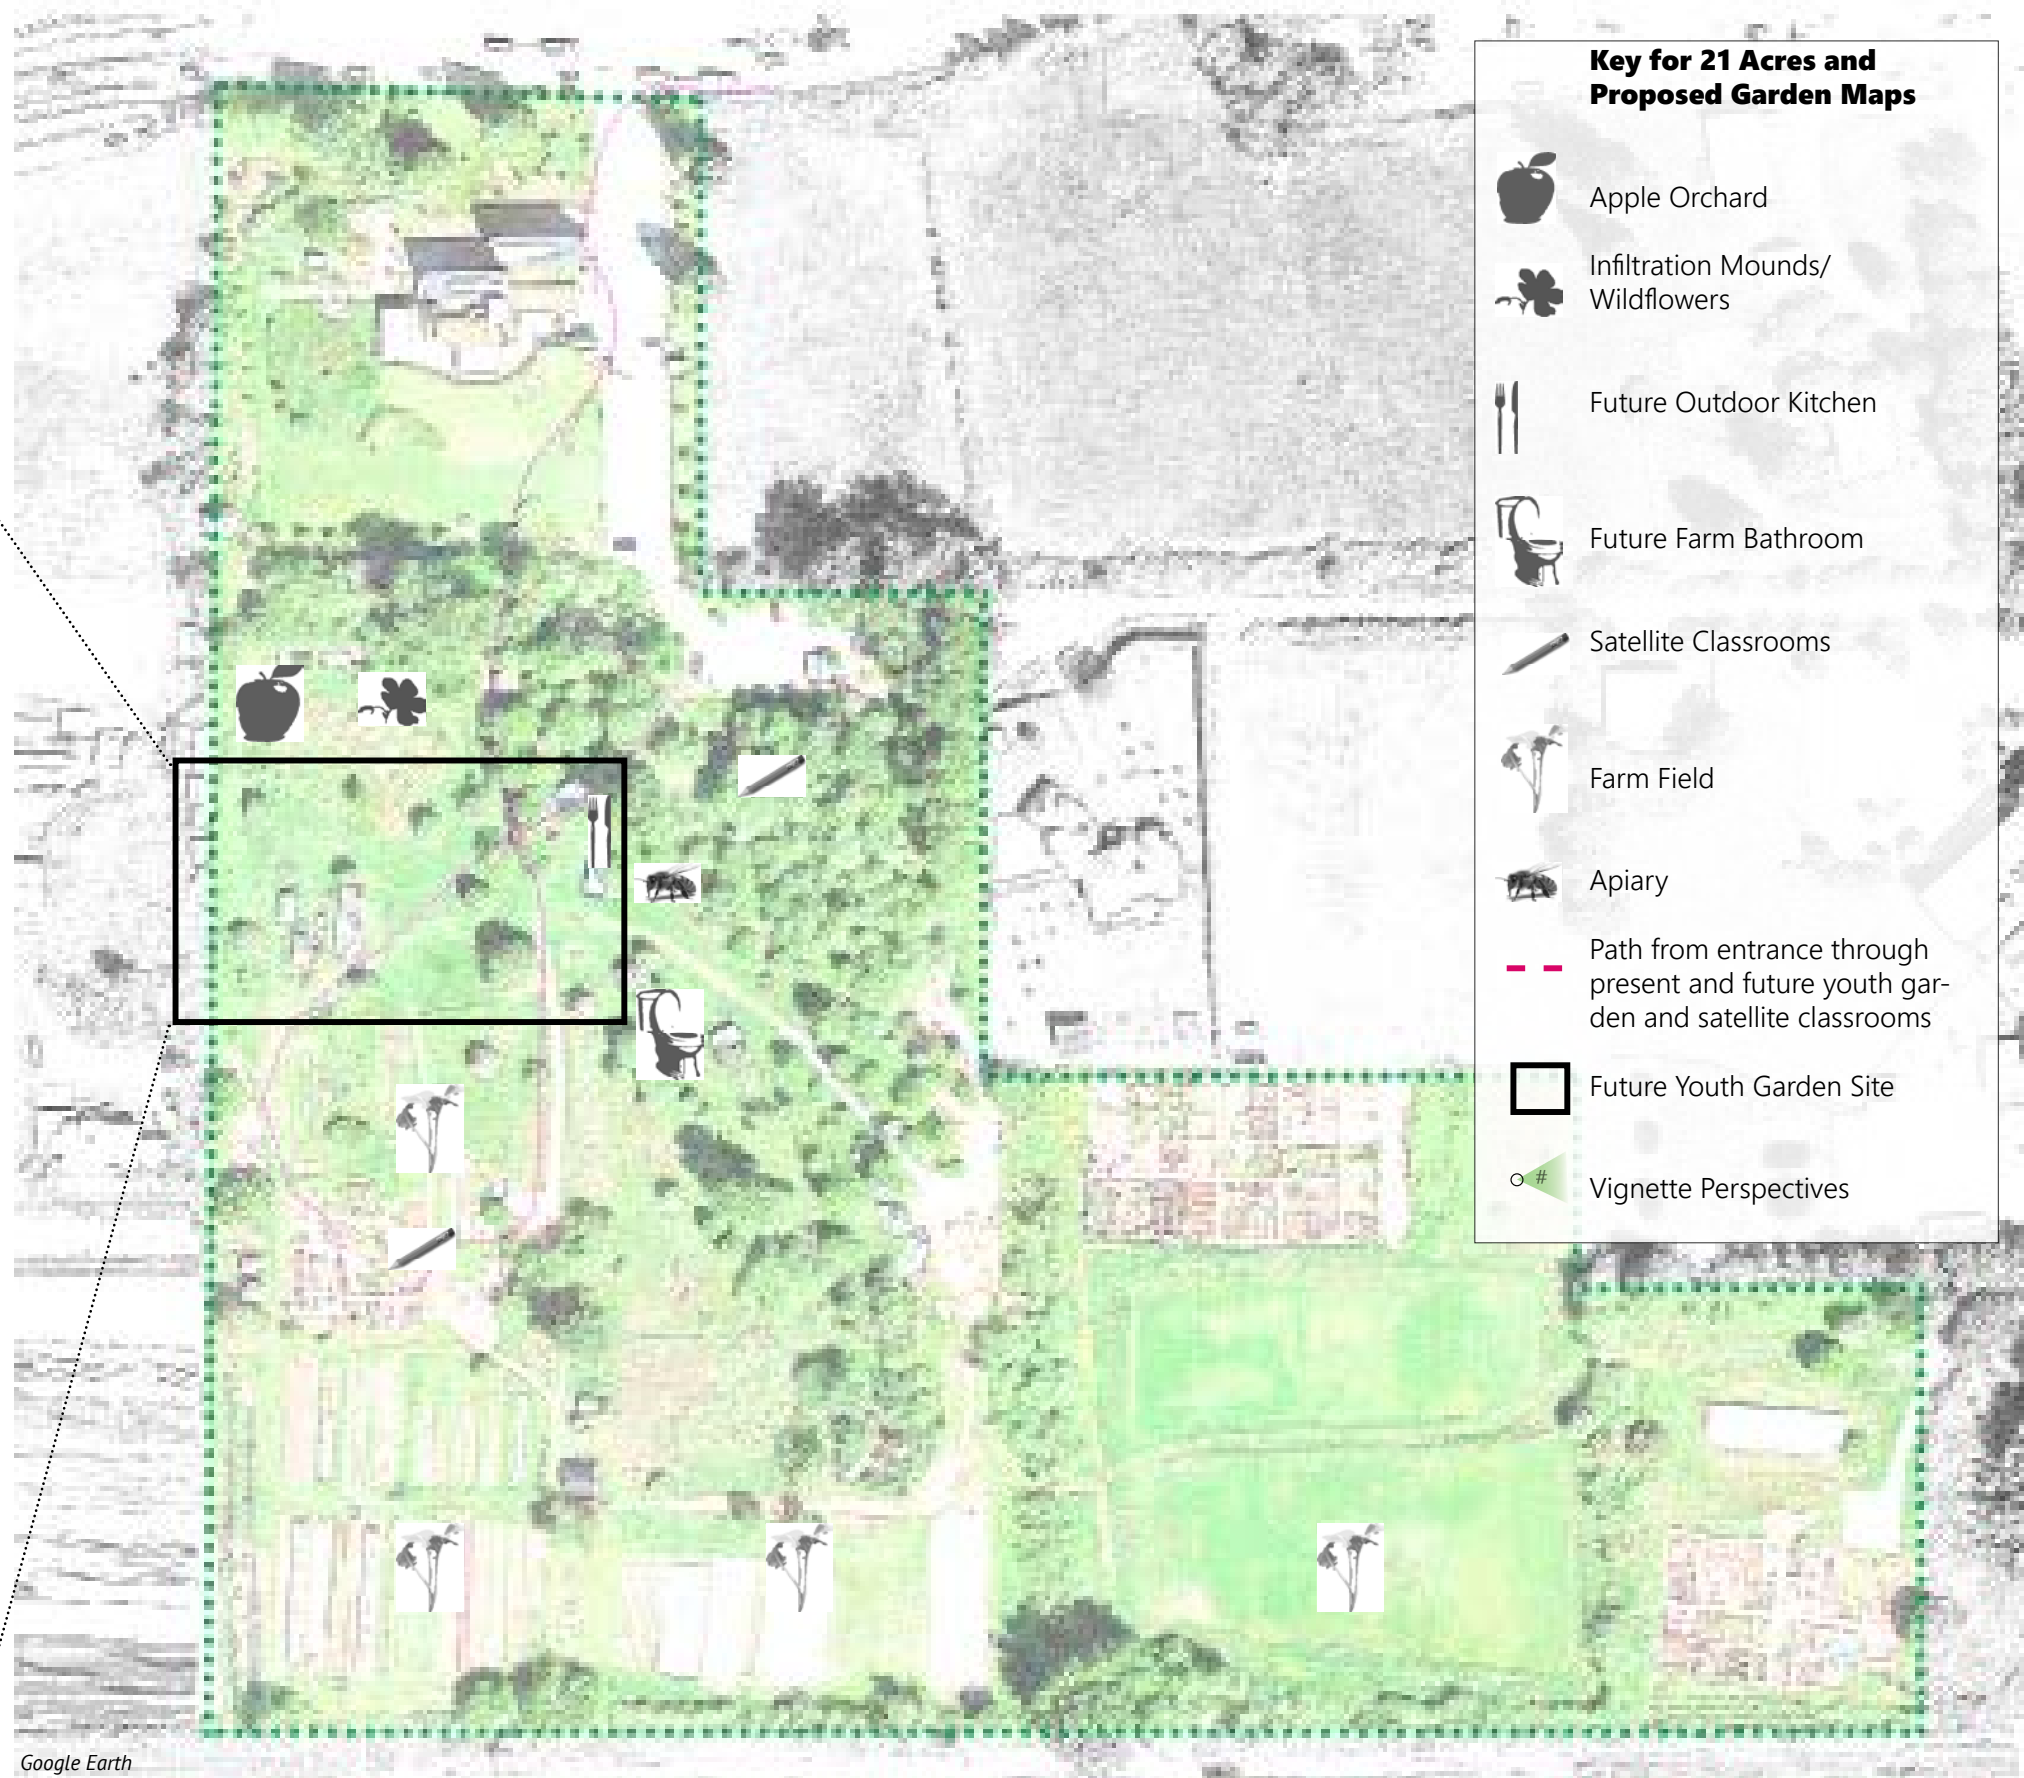 Key for 21 Acres and
Proposed Garden Maps
Apple Orchard
Infiltration Mounds/
Wildflowers
Future Outdoor Kitchen
Future Farm Bathroom
Satellite Classrooms
Farm Field
Apiary
Path from entrance through
present and future youth gar-
den and satellite classrooms
Future Youth Garden Site
#
Vignette Perspectives
Google Earth